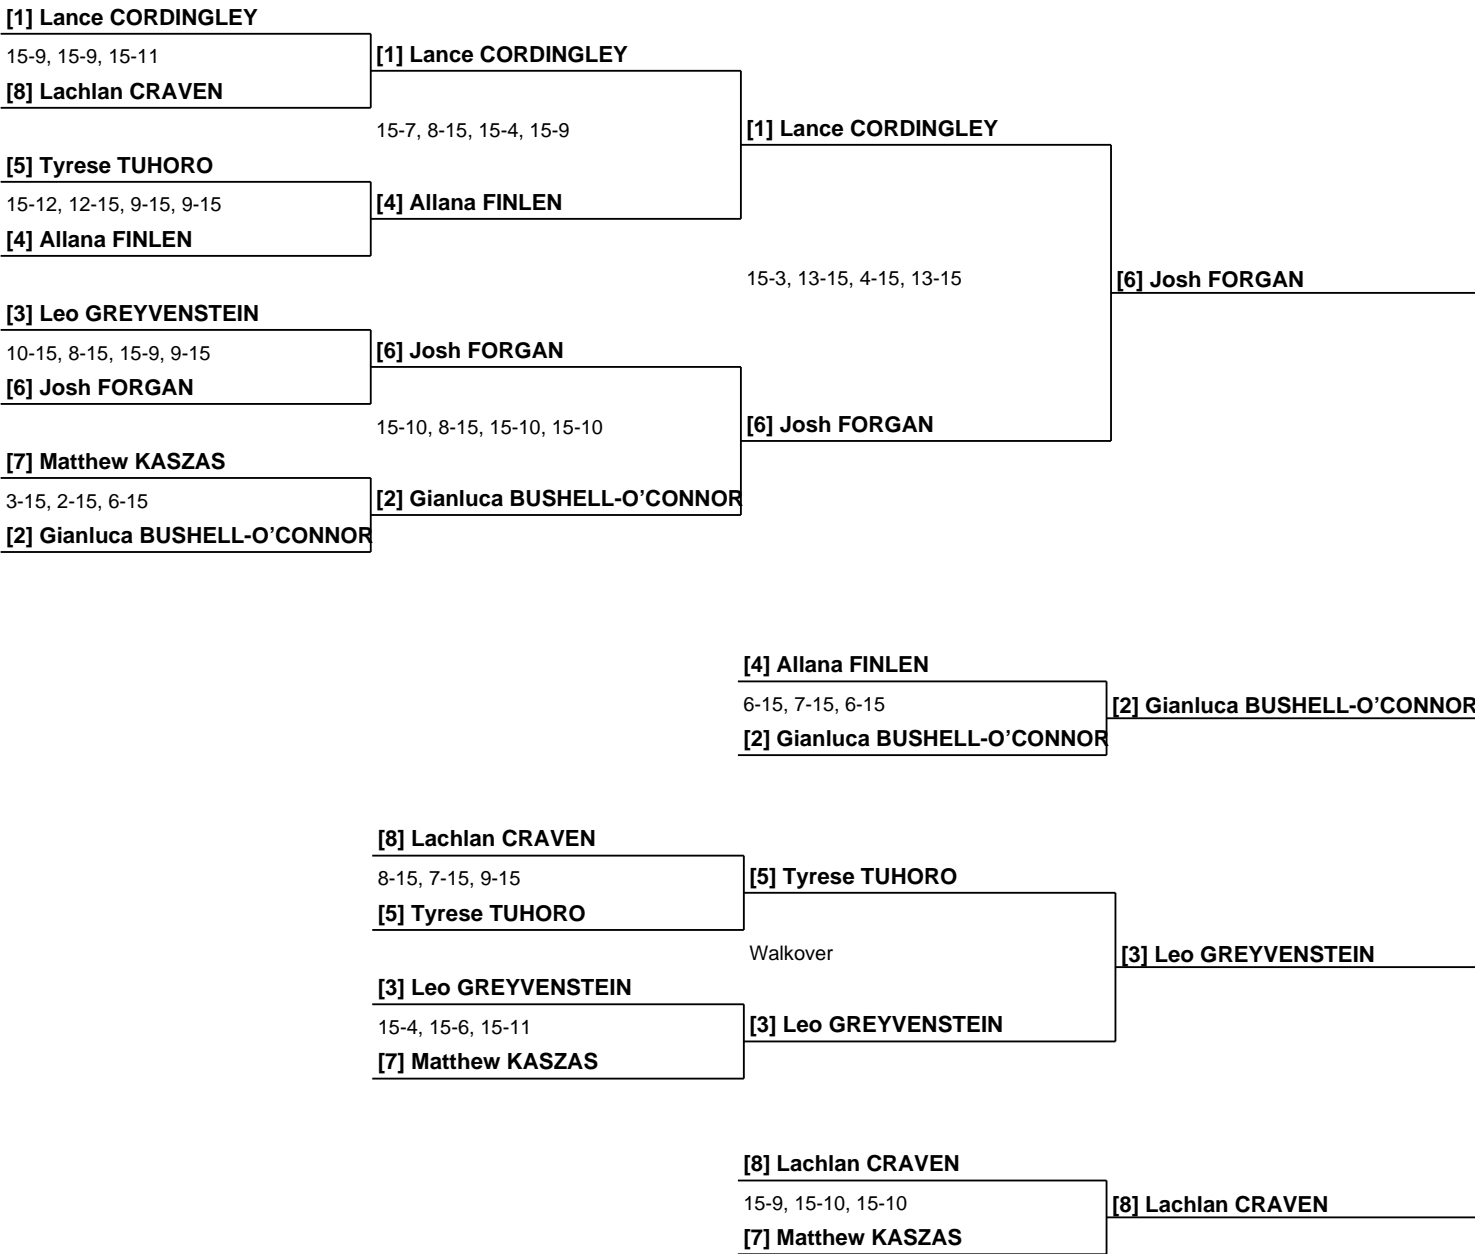 [1] Lance CORDINGLEY
15-9, 15-9, 15-11
[1] Lance CORDINGLEY
[8] Lachlan CRAVEN
15-7, 8-15, 15-4, 15-9
[1] Lance CORDINGLEY
[5] Tyrese TUHORO
15-12, 12-15, 9-15, 9-15
[4] Allana FINLEN
[4] Allana FINLEN
15-3, 13-15, 4-15, 13-15
[6] Josh FORGAN
[3] Leo GREYVENSTEIN
10-15, 8-15, 15-9, 9-15
[6] Josh FORGAN
[6] Josh FORGAN
15-10, 8-15, 15-10, 15-10
[6] Josh FORGAN
[7] Matthew KASZAS
3-15, 2-15, 6-15
[2] Gianluca BUSHELL-O’CONNOR
[2] Gianluca BUSHELL-O’CONNOR
[4] Allana FINLEN
6-15, 7-15, 6-15
[2] Gianluca BUSHELL-O’CONNOR
[2] Gianluca BUSHELL-O’CONNOR
[8] Lachlan CRAVEN
8-15, 7-15, 9-15
[5] Tyrese TUHORO
[5] Tyrese TUHORO
Walkover
[3] Leo GREYVENSTEIN
[3] Leo GREYVENSTEIN
15-4, 15-6, 15-11
[3] Leo GREYVENSTEIN
[7] Matthew KASZAS
[8] Lachlan CRAVEN
15-9, 15-10, 15-10
[8] Lachlan CRAVEN
[7] Matthew KASZAS